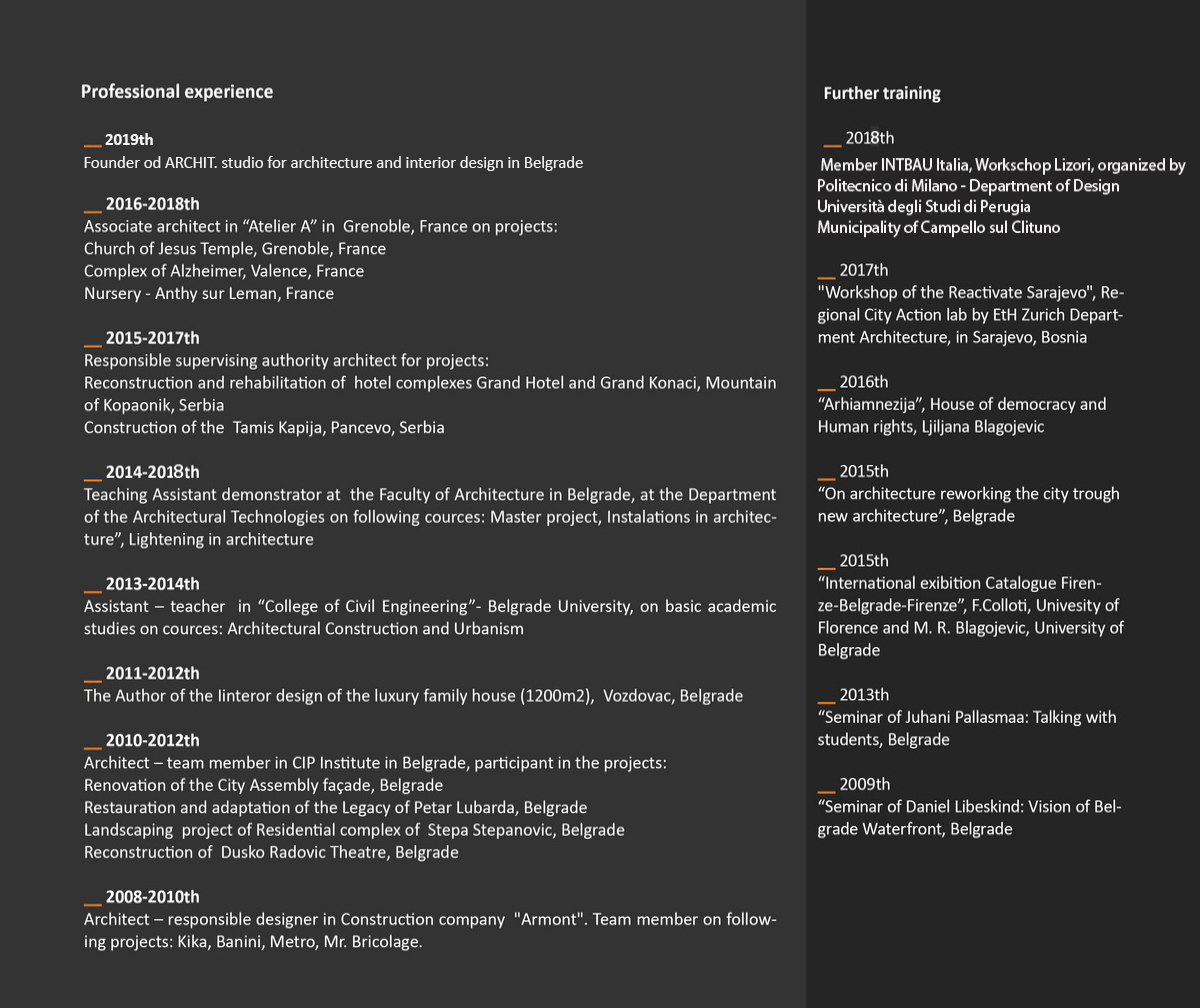 Professional experience
__ 2019th
Founder od ARCHIT. studio for architecture and interior design in Belgrade
__ 2016-2018th
Associate architect in “Atelier A” in Grenoble, France on projects:
Church of Jesus Temple, Grenoble, France
Complex of Alzheimer, Valence, France
Nursery - Anthy sur Leman, France
__ 2015-2017th
Responsible supervising authority architect for projects:
Reconstruction and rehabilitation of hotel complexes Grand Hotel and Grand Konaci, Mountain
of Kopaonik, Serbia
Construction of the Tamis Kapija, Pancevo, Serbia
__ 2014-2018th
Teaching Assistant demonstrator at the Faculty of Architecture in Belgrade, at the Department
of the Architectural Technologies on following cources: Master project, Instalations in architec-
ture”, Lightening in architecture
__ 2013-2014th
Assistant – teacher in “College of Civil Engineering”- Belgrade University, on basic academic
studies on cources: Architectural Construction and Urbanism
__ 2011-2012th
The Author of the Iinteror design of the luxury family house (1200m2), Vozdovac, Belgrade
__ 2010-2012th
Architect – team member in CIP Institute in Belgrade, participant in the projects:
Renovation of the City Assembly façade, Belgrade
Restauration and adaptation of the Legacy of Petar Lubarda, Belgrade
Landscaping project of Residential complex of Stepa Stepanovic, Belgrade
Reconstruction of Dusko Radovic Theatre, Belgrade
__ 2008-2010th
Architect – responsible designer in Construction company "Armont". Team member on follow-
ing projects: Kika, Banini, Metro, Mr. Bricolage.
Further training
__ 2018th
Member INTBAU Italia, Workschop Lizori, organized by
Politecnico di Milano - Department of Design
Università degli Studi di Perugia
Municipality of Campello sul Clituno
__ 2017th
"Workshop of the Reactivate Sarajevo", Re-
gional City Action lab by EtH Zurich Depart-
ment Architecture, in Sarajevo, Bosnia
__ 2016th
“Arhiamnezija”, House of democracy and
Human rights, Ljiljana Blagojevic
__ 2015th
“On architecture reworking the city trough
new architecture”, Belgrade
__ 2015th
“International exibition Catalogue Firen-
ze-Belgrade-Firenze”, F.Colloti, Univesity of
Florence and M. R. Blagojevic, University of
Belgrade
__ 2013th
“Seminar of Juhani Pallasmaa: Talking with
students, Belgrade
__ 2009th
“Seminar of Daniel Libeskind: Vision of Bel-
grade Waterfront, Belgrade